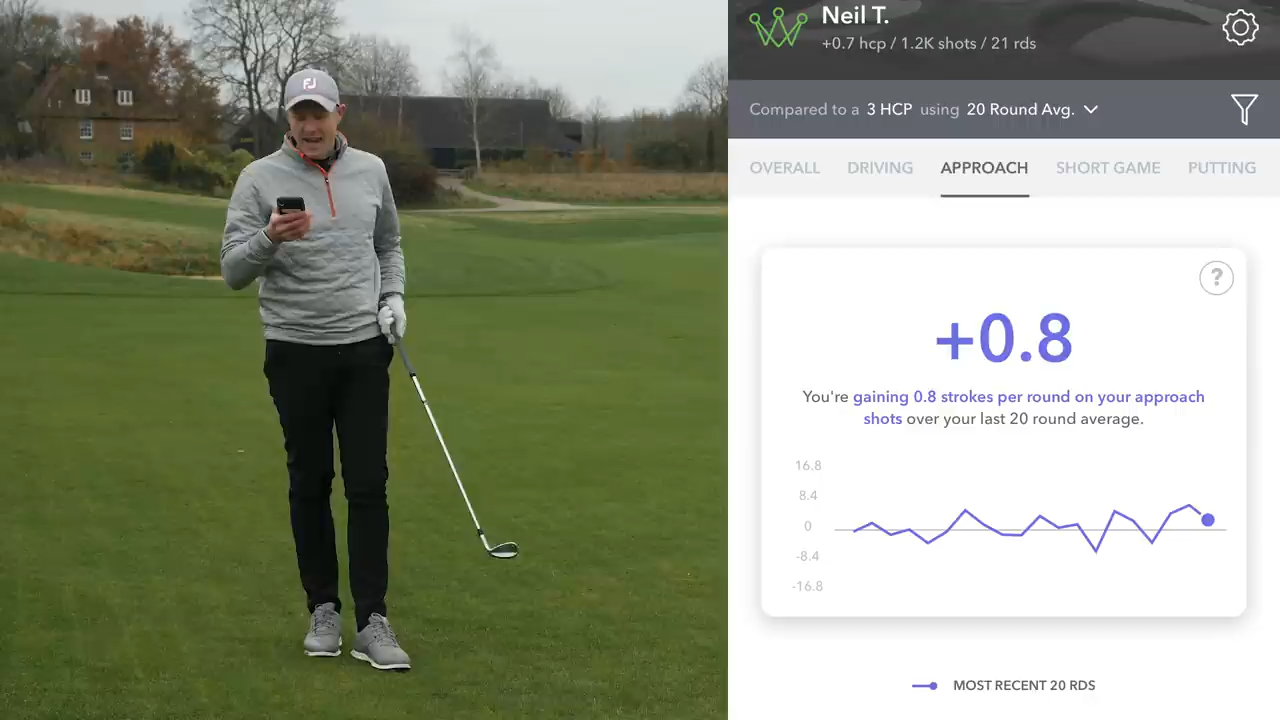 FJ
Neil T.
+0.7 hcp / 1.2K shots / 21 rds
Compared to a 3 HCP using 20 Round Avg.
OVERALL DRIVING APPROACH SHORT GAME PUTTING
?
+0.8
You're gaining 0.8 strokes per round on your approach
shots over your last 20 round average.
16.8
8.4
0
-8.4
-16.8
MOST RECENT 20 RDS